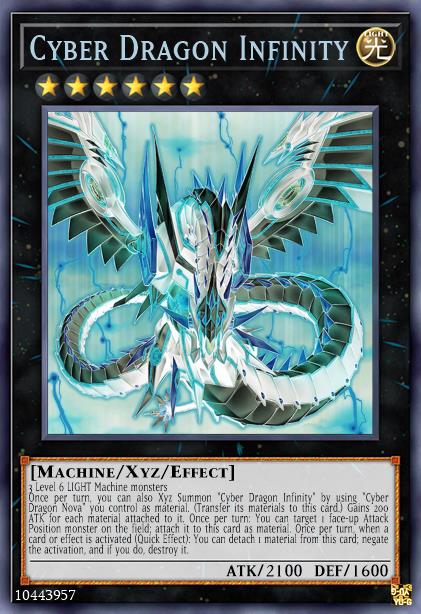 Cyber Dragon Infinity
LIGHT
光
[Machine/Xyz/Effect]
3 Level 6 LIGHT Machine monsters
Once per turn, you can also Xyz Summon "Cyber Dragon Infinity" by using "Cyber
Dragon Nova" you control as material. (Transfer its materials to this card.) Gains 200
ATK for each material attached to it. Once per turn: You can target 1 face-up Attack
Position monster on the field; attach it to this card as material. Once per turn, when a
card or effect is activated (Quick Effect): You can detach 1 material from this card; negate
the activation, and if you do, destroy it.
ATK/2100 DEF/1600
10443957